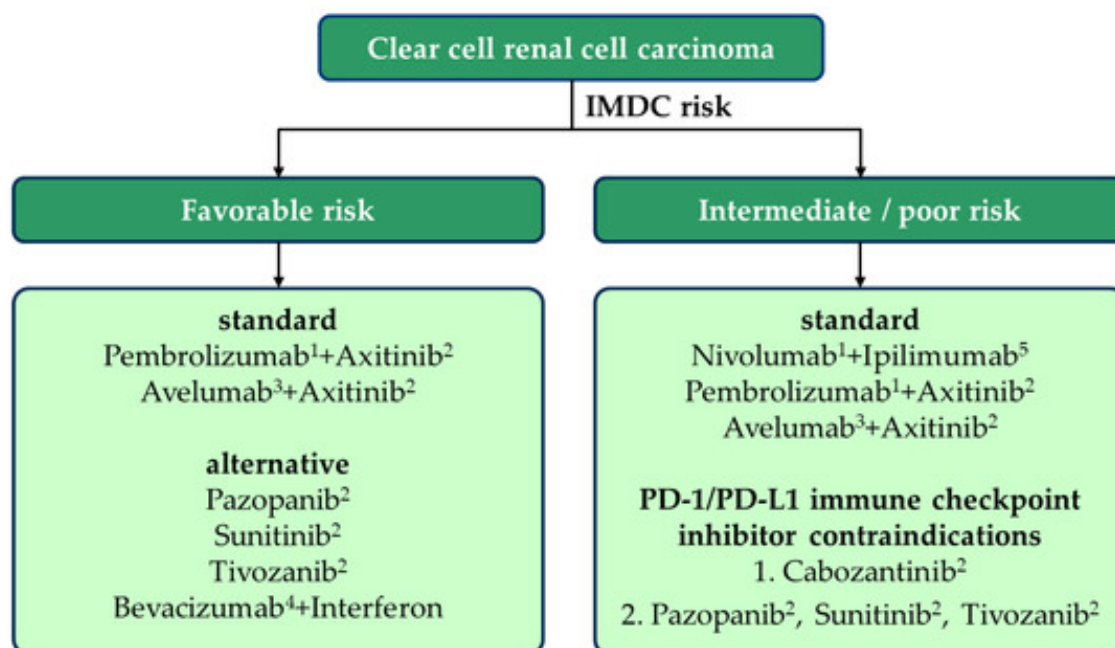 Clear cell renal cell carcinoma
IMDC risk
Favorable risk
standard
Pembrolizumab¹+Axitinib²
Avelumab³+Axitinib²
alternative
Pazopanib²
Sunitinib²
Tivozanib²
Bevacizumab⁴+Interferon
Intermediate / poor risk
standard
Nivolumab¹+Ipilimumab⁵
Pembrolizumab¹+Axitinib²
Avelumab³+Axitinib²
PD-1/PD-L1 immune checkpoint
inhibitor contraindications
1. Cabozantinib²
2. Pazopanib², Sunitinib², Tivozanib²